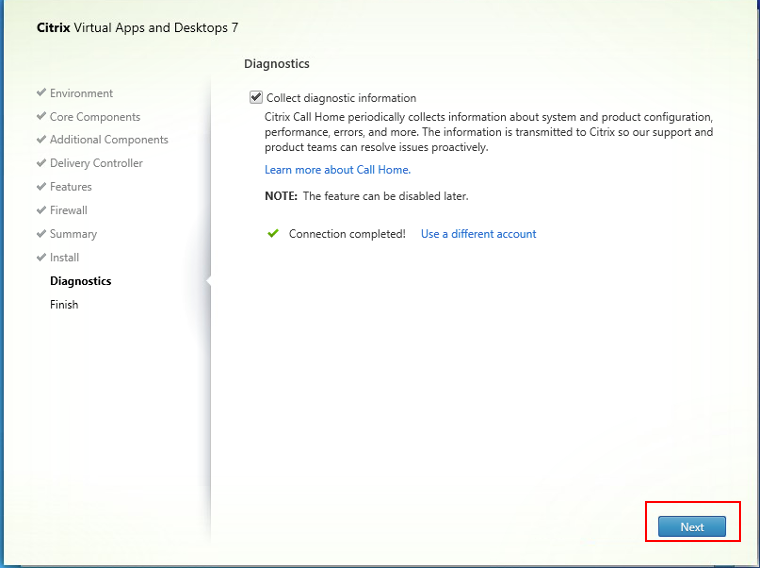 Citrix Virtual Apps and Desktops 7
Environment
Core Components
Additional Components
Delivery Controller
Features
Firewall
Summary
Install
Diagnostics
Finish
Diagnostics
Collect diagnostic information
Citrix Call Home periodically collects information about system and product configuration,
performance, errors, and more. The information is transmitted to Citrix so our support and
product teams can resolve issues proactively.
Learn more about Call Home.
NOTE: The feature can be disabled later.
Connection completed! Use a different account
Next